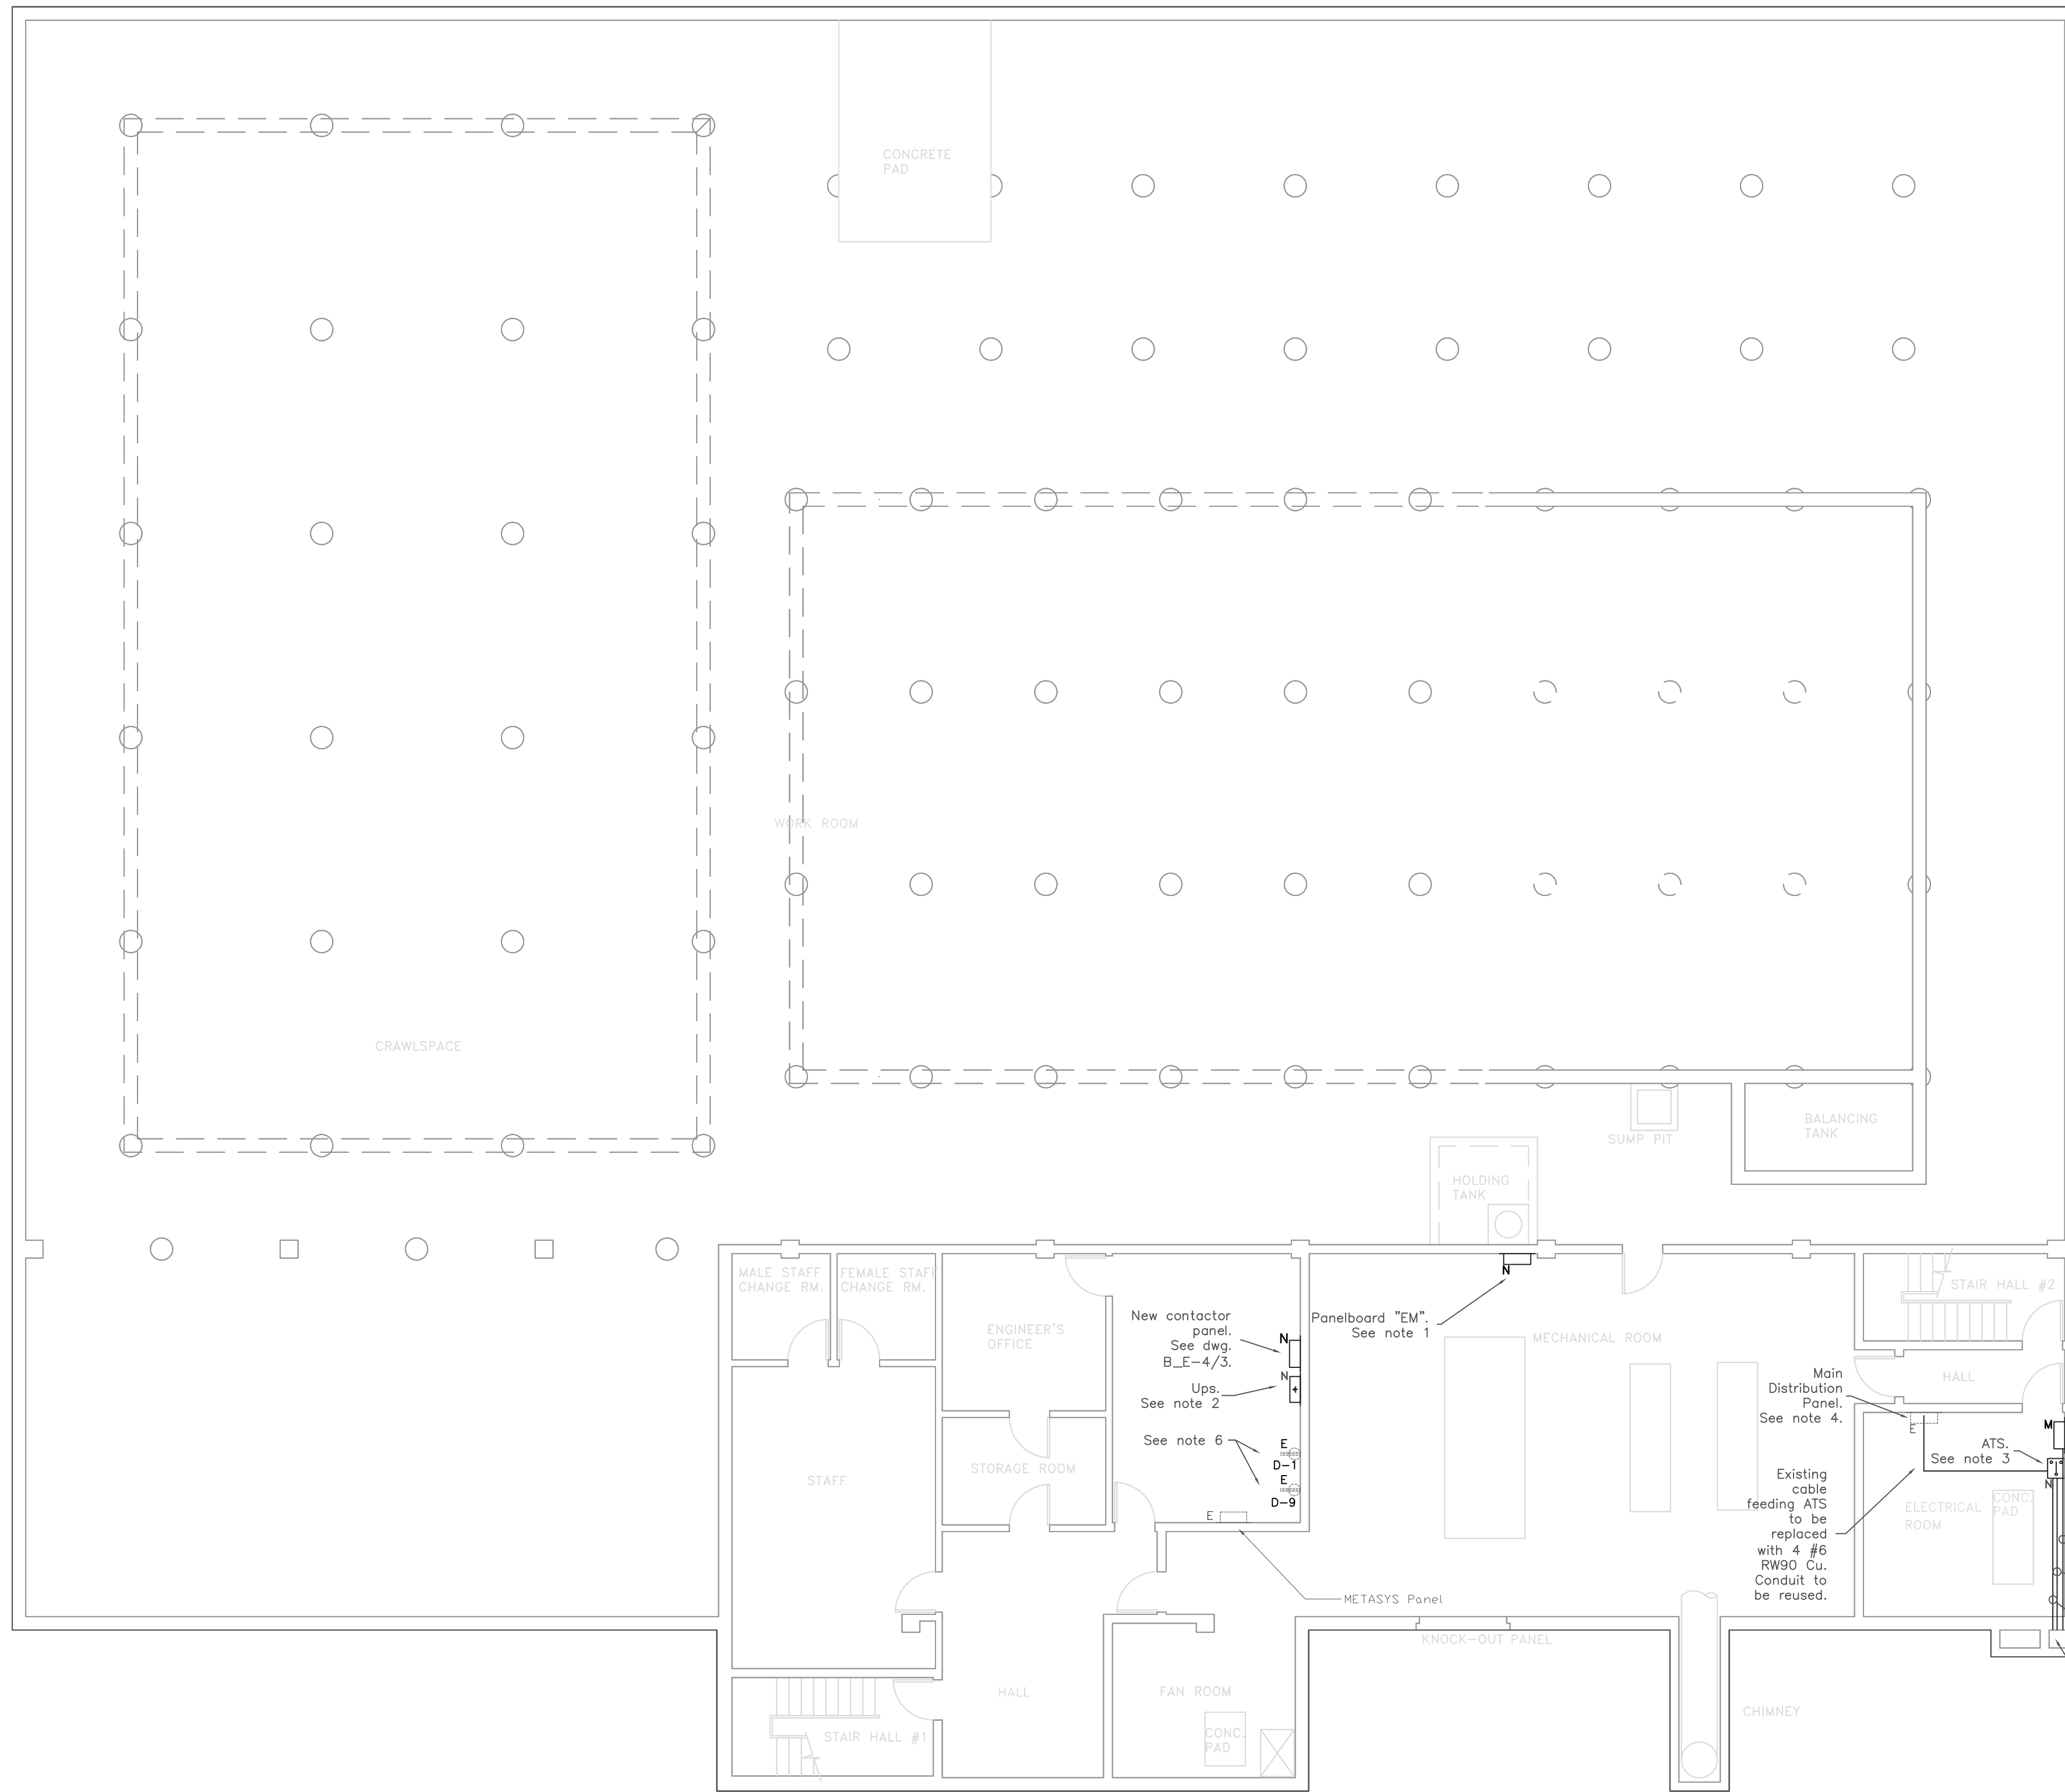 CONCRETE
PAD
WORK ROOM
CRAWLSPACE
BALANCING
TANK
SUMP PIT
HOLDING
TANK
MALE STAFF
CHANGE RM.
FEMALE STAFF
CHANGE RM.
ENGINEER'S
OFFICE
New contactor
panel.
See dwg.
B_E-4/3.
N
Ups.
See note 2
N
See note 6
E
D-1
E
D-9
E
N
Panelboard "EM".
See note 1
MECHANICAL ROOM
STAIR HALL #2
HALL
Main
Distribution
Panel.
See note 4.
E
M
ATS.
See note 3
N
Existing
cable
feeding ATS
to be
replaced
with 4 #6
RW90 Cu.
Conduit to
be reused.
ELECTRICAL
ROOM
CONC.
PAD
STORAGE ROOM
STAFF
METASYS Panel
KNOCK-OUT PANEL
HALL
FAN ROOM
CONC.
PAD
STAIR HALL #1
CHIMNEY